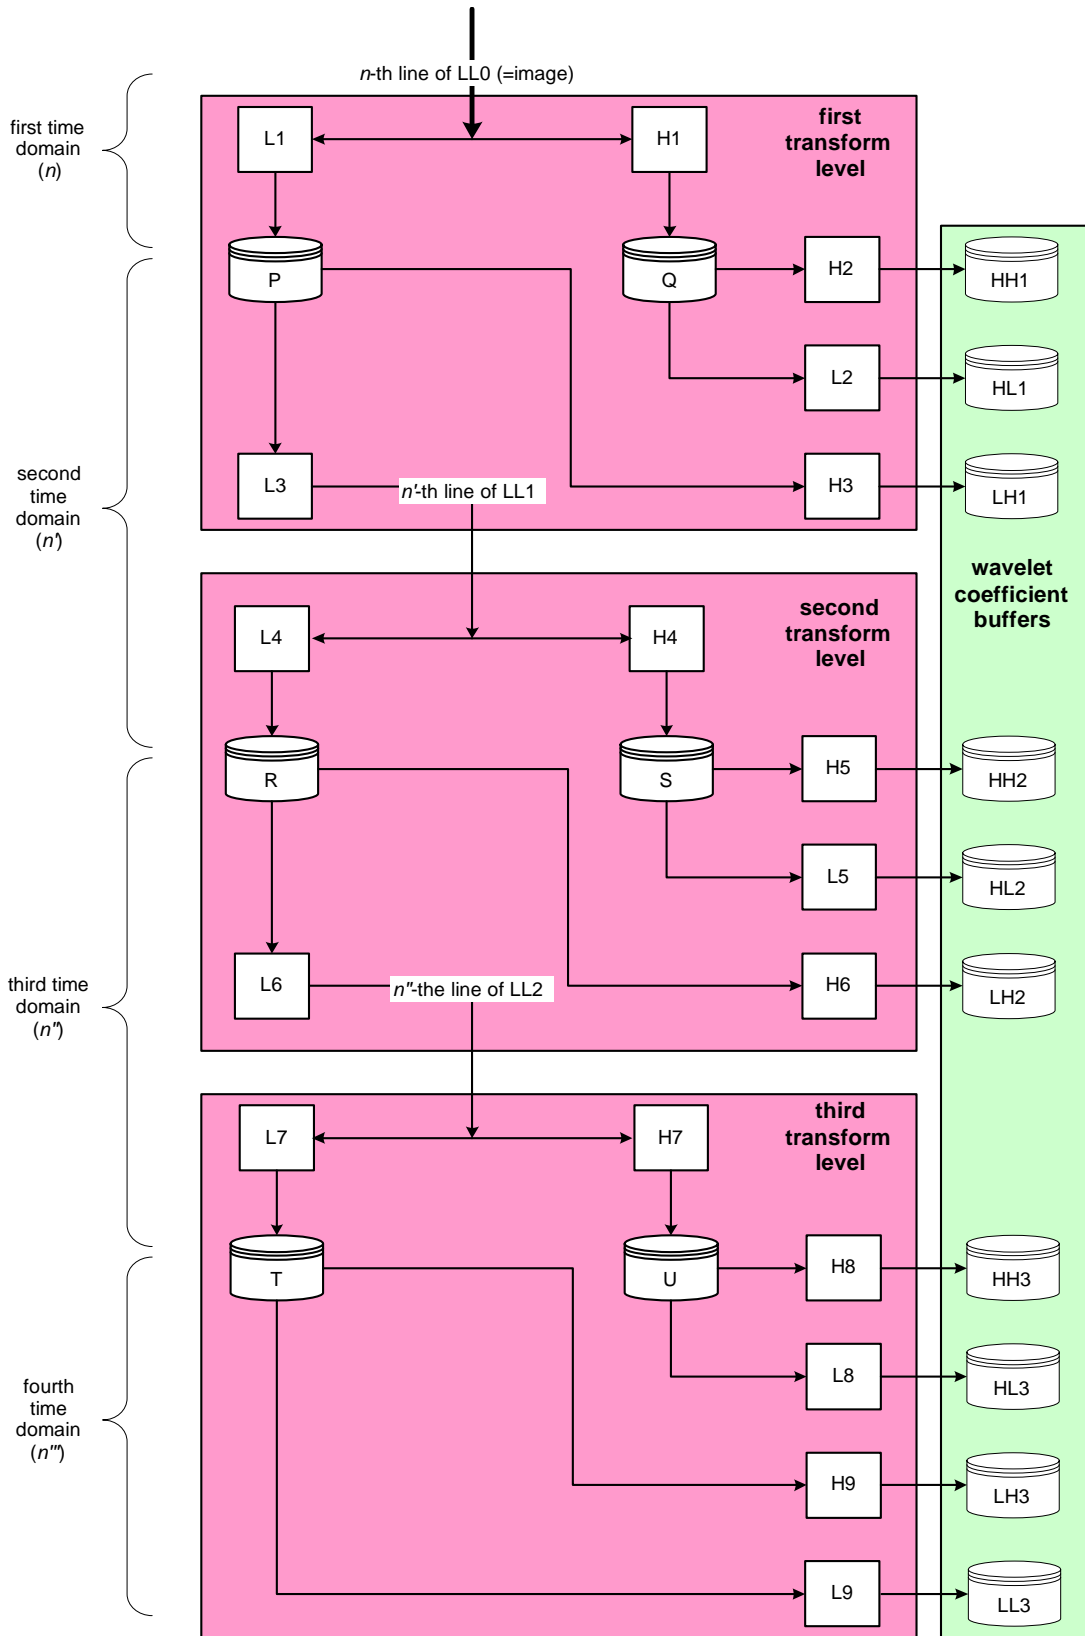 n-th line of LL0 (=image)
first time
domain
(n)
L1
H1
first
transform
level
P
Q
H2
HH1
L2
HL1
second
time
domain
(n')
L3
n'-th line of LL1
H3
LH1
wavelet
coefficient
buffers
L4
H4
second
transform
level
R
S
H5
HH2
L5
HL2
third time
domain
(n")
L6
n"-the line of LL2
H6
LH2
L7
H7
third
transform
level
T
U
H8
HH3
fourth
time
domain
(n''')
L8
HL3
H9
LH3
L9
LL3